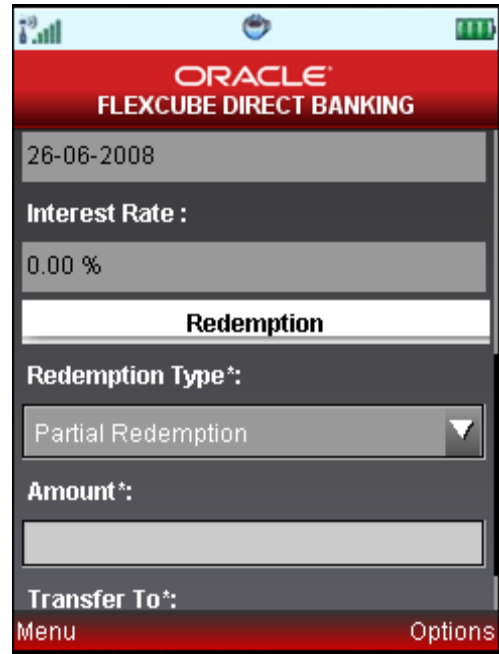 ORACLE
FLEXCUBE DIRECT BANKING
26-06-2008
Interest Rate :
0.00 %
Redemption
Redemption Type*:
Partial Redemption
Amount*:
Transfer To*:
Menu
Options